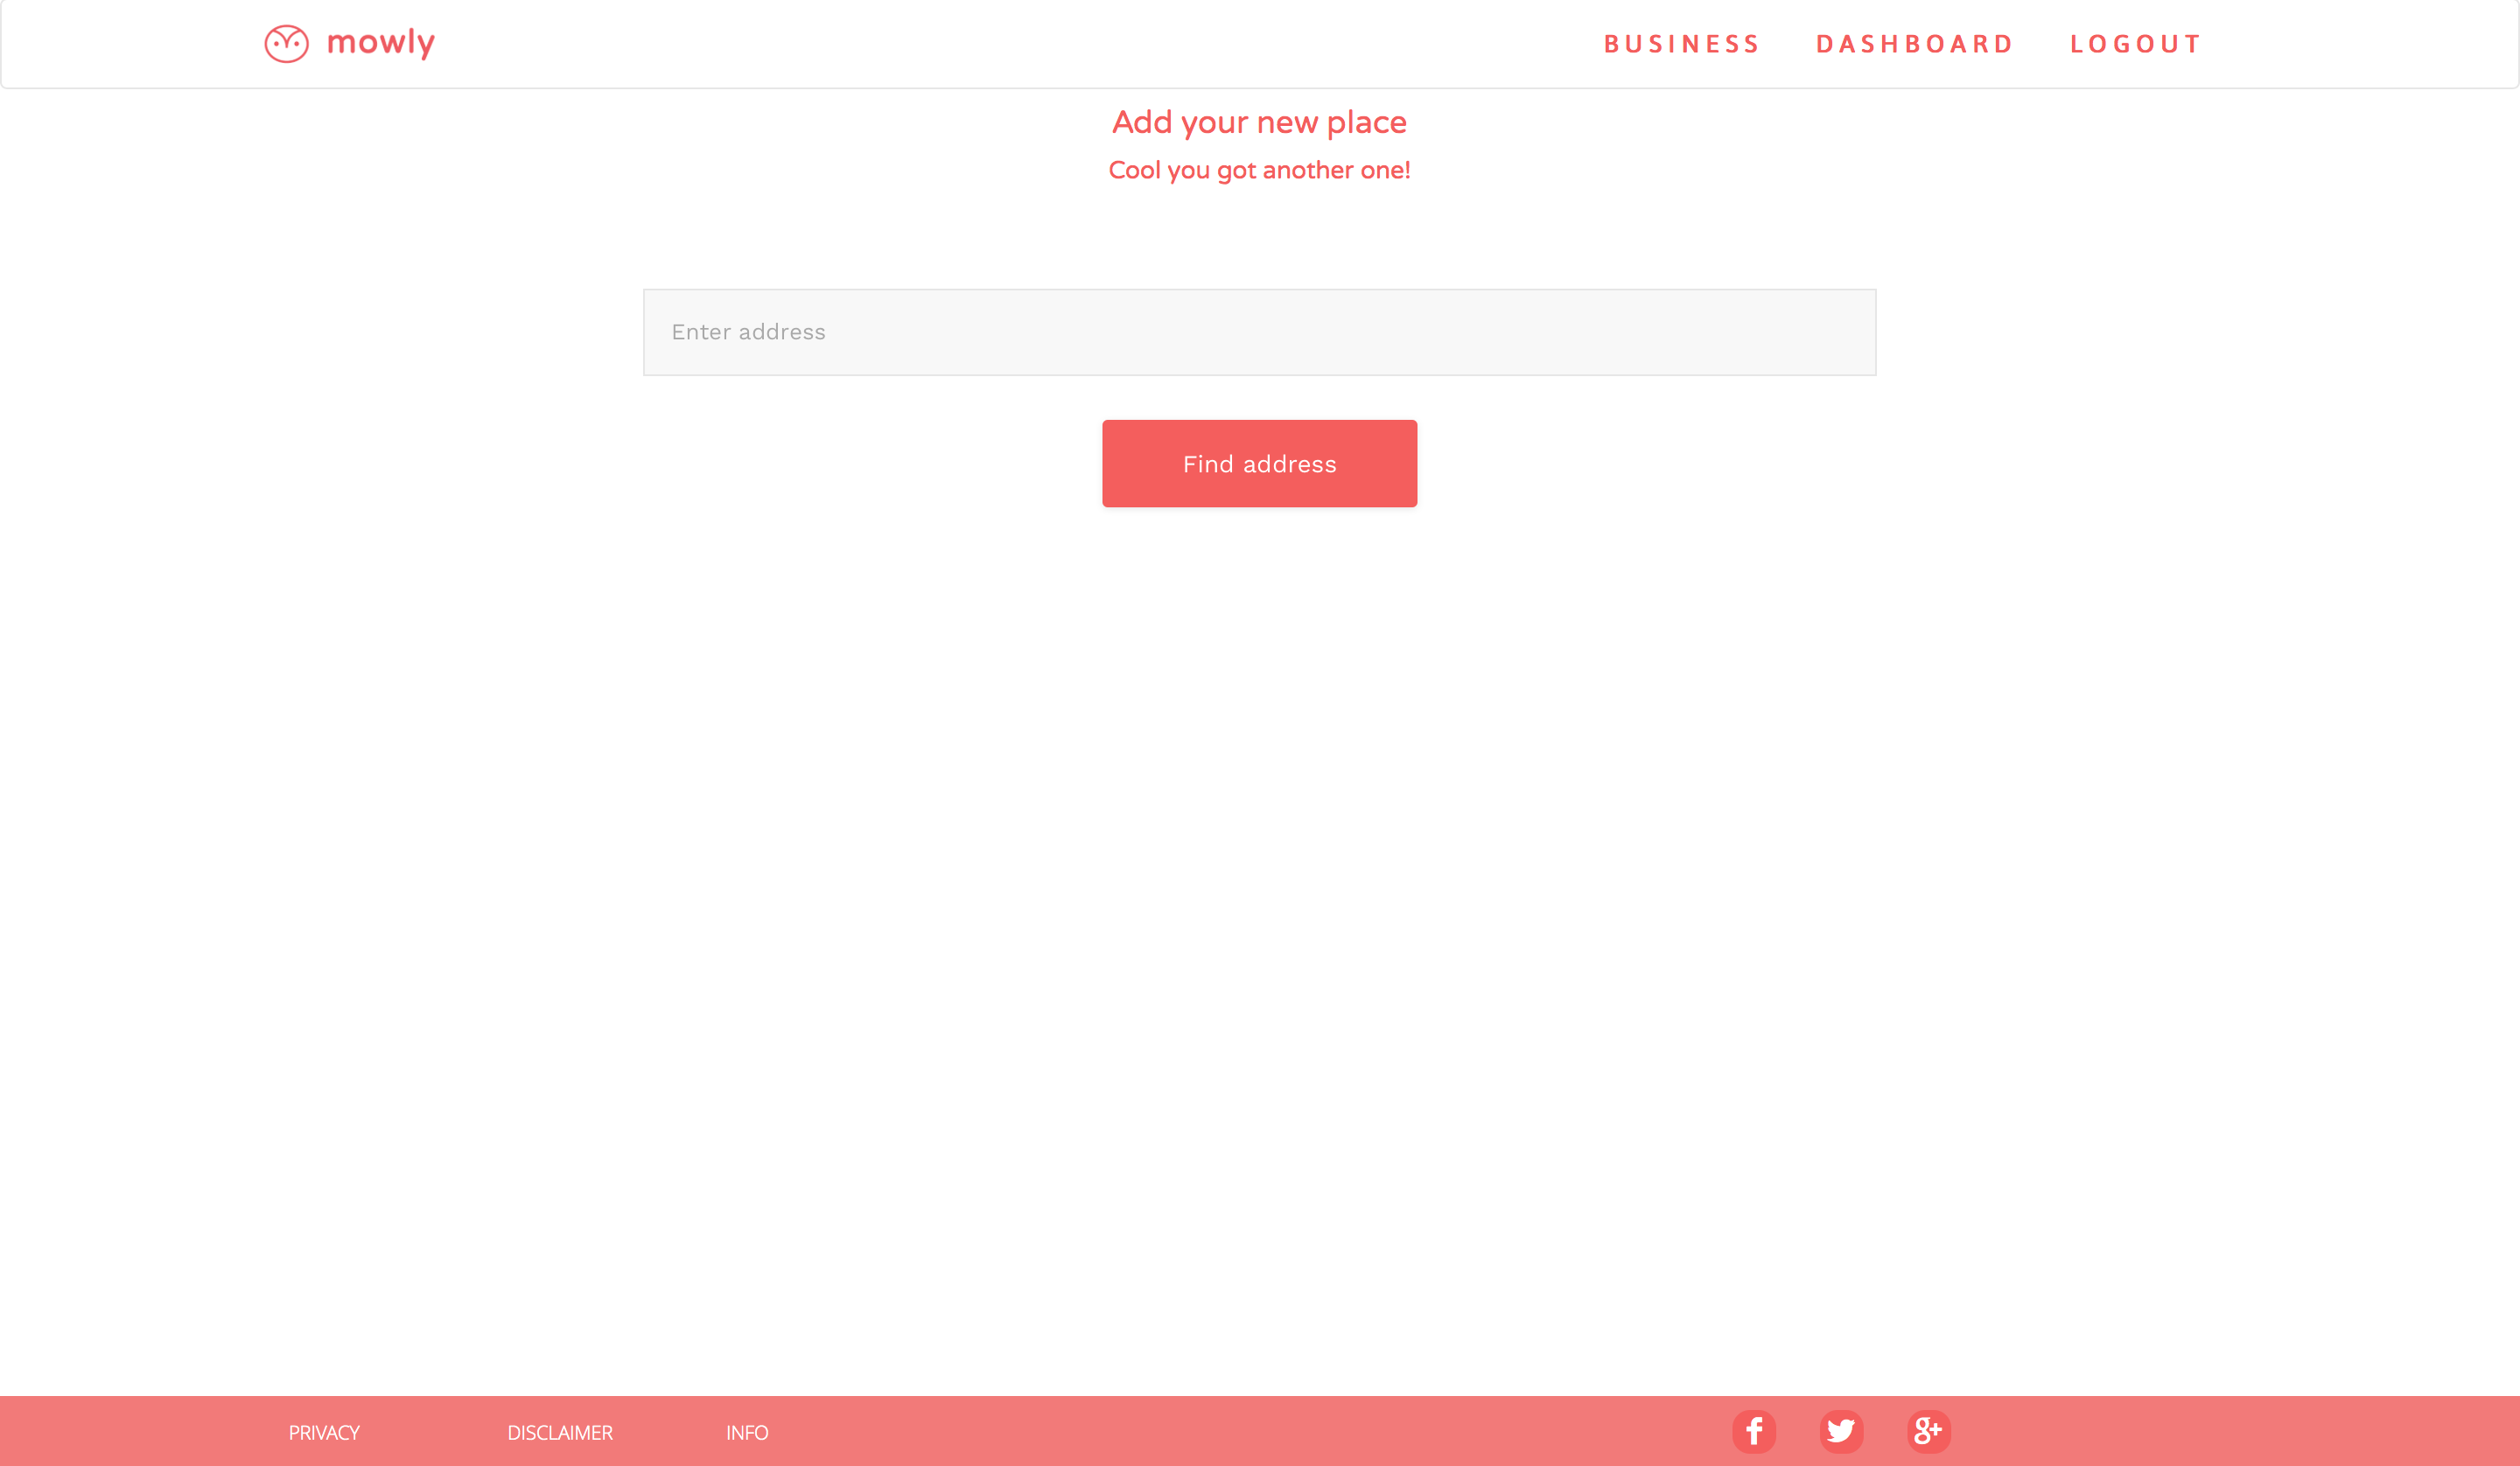 mowly
BUSINESS DASHBOARD LOGOUT
Add your new place
Cool you got another one!
Enter address
Find address
PRIVACY DISCLAIMER INFO
f g+